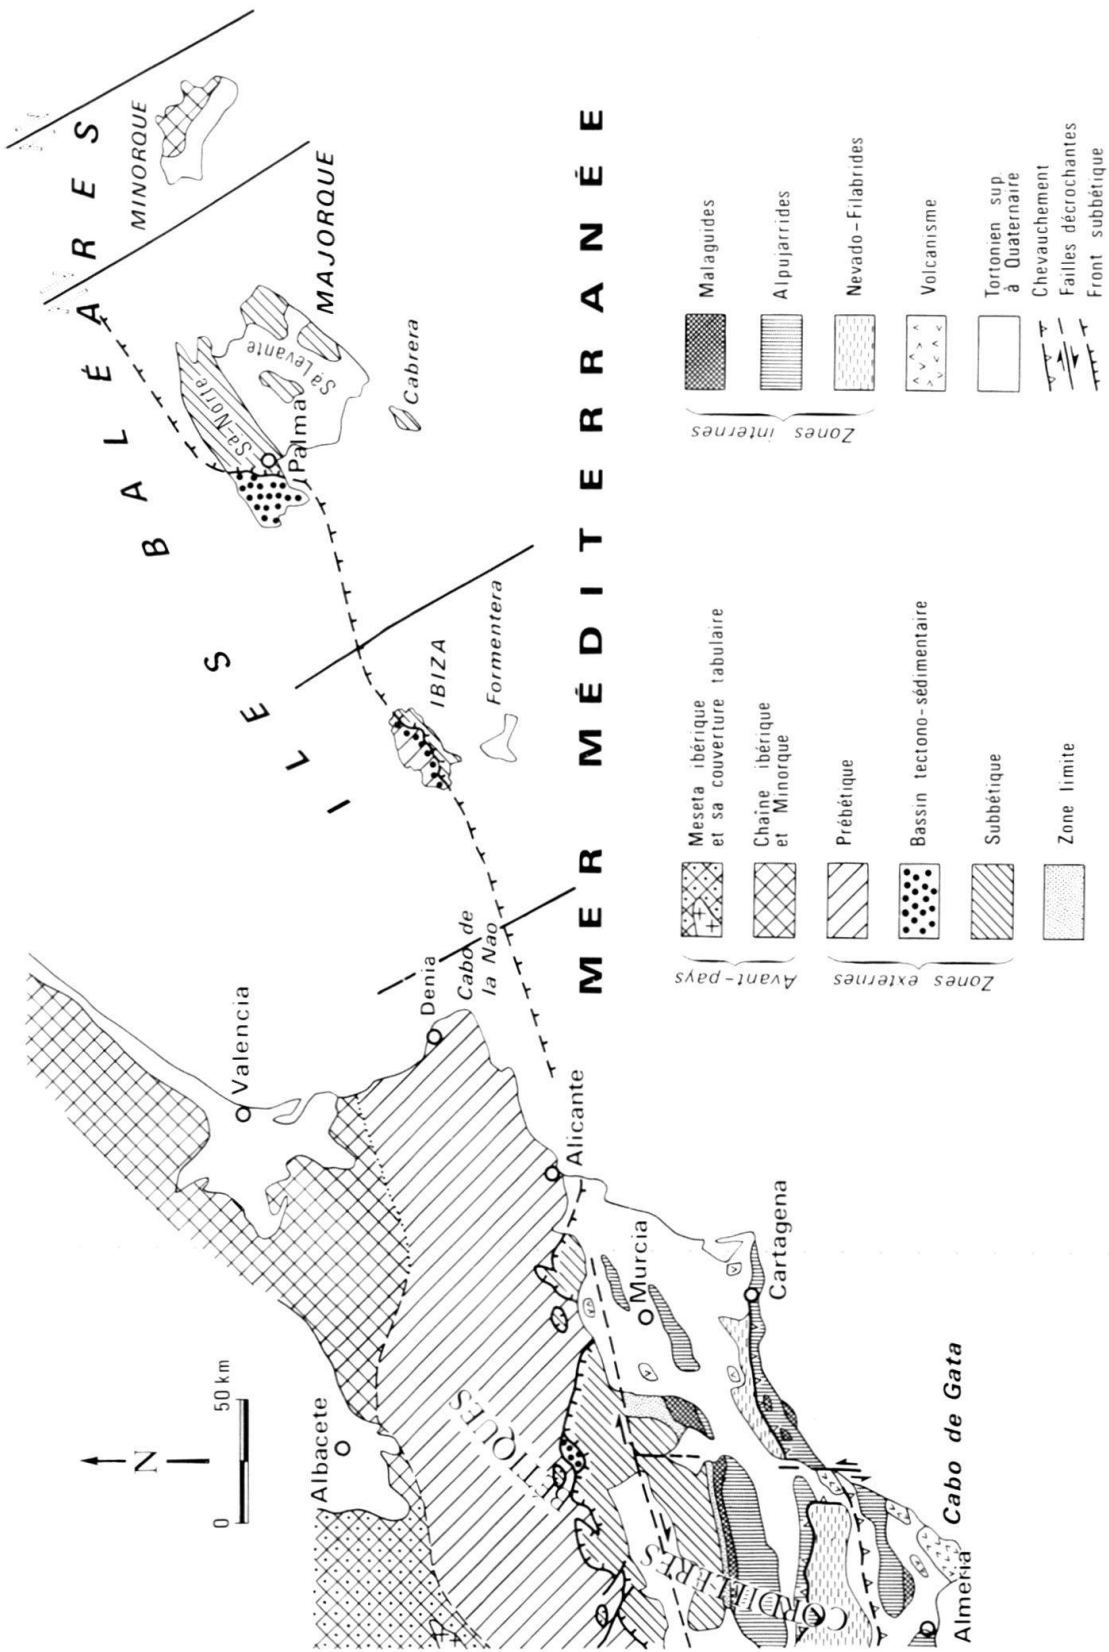 ILES BALÉARES
MINORQUE
MAJORQUE
Sa Norte
Sa Levante
Palma
Cabrera
IBIZA
Formentera
Valencia
Denia
Cabo de
la Nao
Alicante
Albacete
N
0 50 km
Murcia
Cartagena
CORDILLERES BÉTIQUES
Cabo de Gata
Almeria
MER MÉDITERRANÉE
Avant-pays
Meseta ibérique
et sa couverture tabulaire
Chaîne ibérique
et Minorque
Zones externes
Prébétique
Bassin tectono-sédimentaire
Subbétique
Zone limite
Zones internes
Malaguides
Alpujarrides
Nevado-Filabrides
Volcanisme
Tortonien sup.
à Quaternaire
Chevauchement
Failles décrochantes
Front subbétique